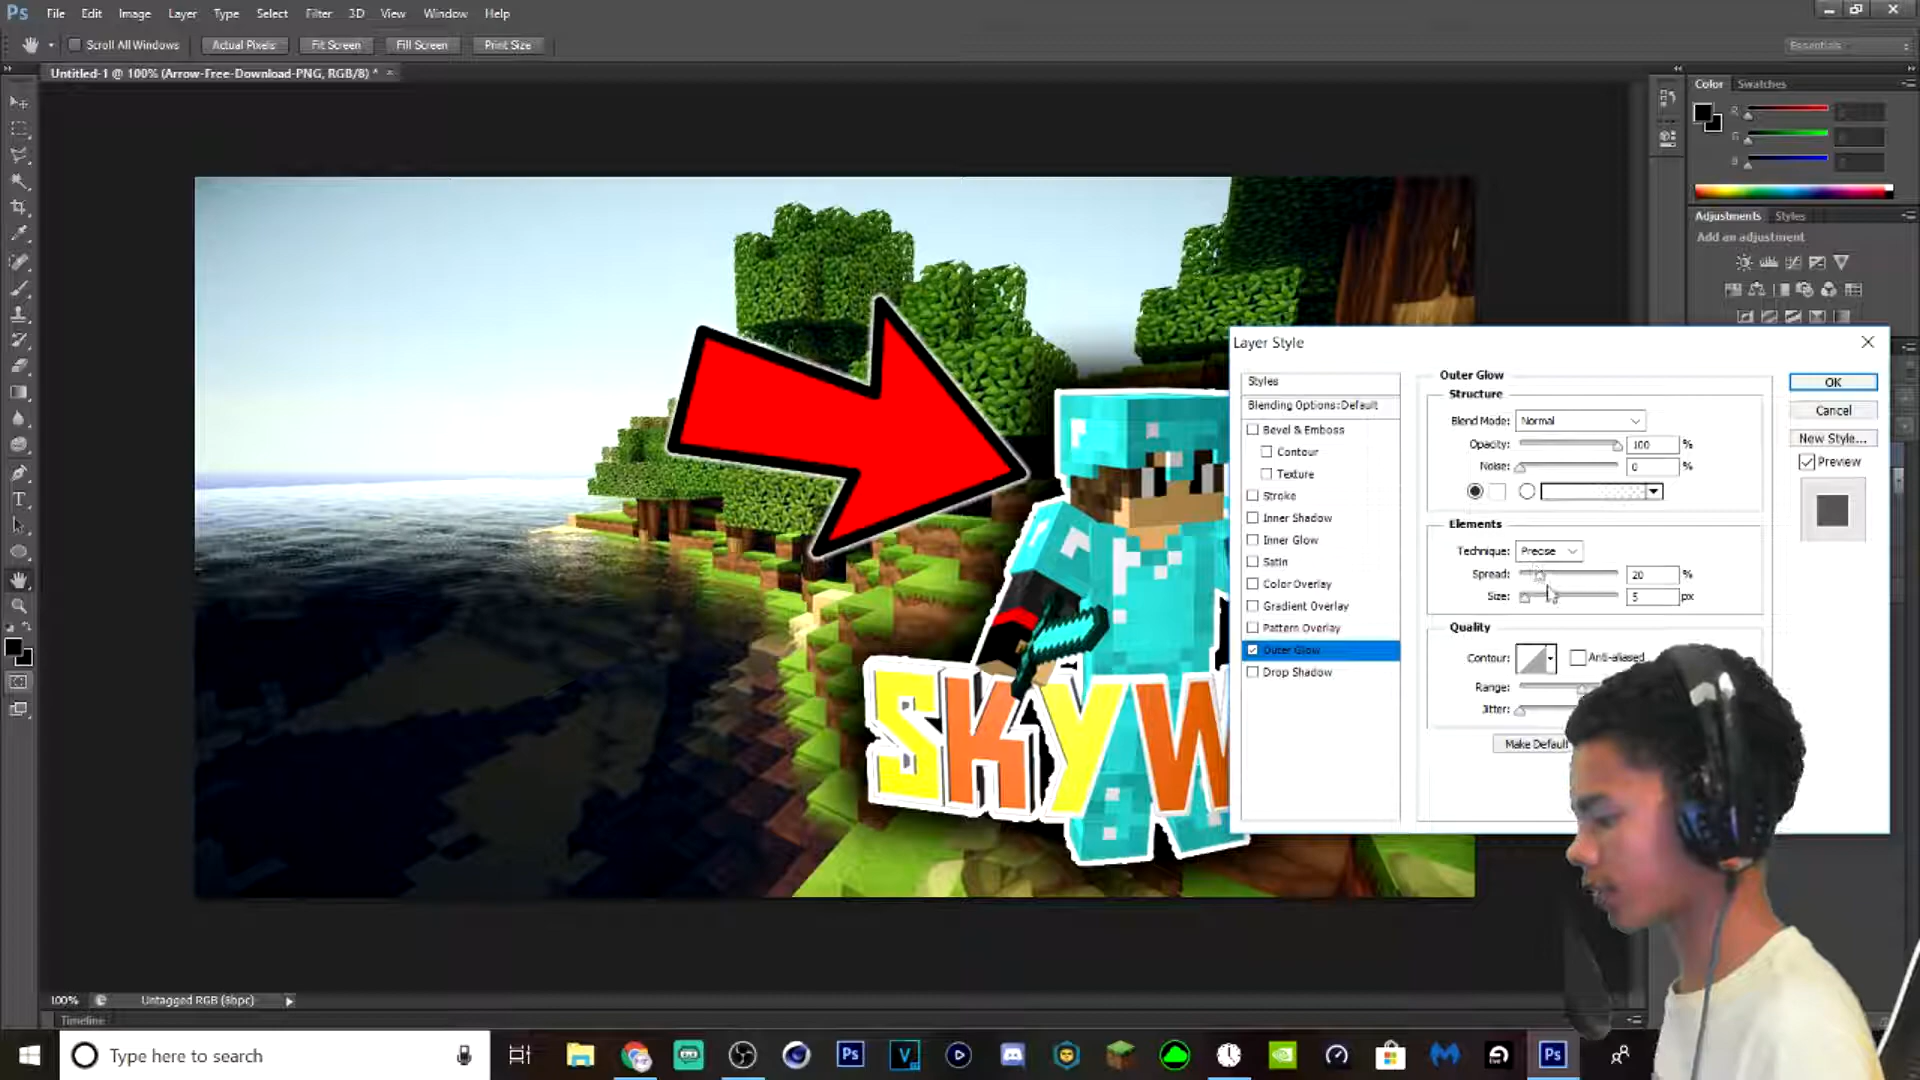 Ps File Edit Image Layer Type Select Filter 3D View Window Help
Scroll All Windows Actual Pixels Fit Screen Fill Screen Print Size Essentials
Untitled-1 @ 100% (Arrow-Free-Download-PNG, RGB/8) * ×
Color Swatches
R
G
B
Adjustments Styles
Add an adjustment
Layer Style
Styles
Blending Options:Default
Bevel & Emboss
Contour
Texture
Stroke
Inner Shadow
Inner Glow
Satin
Color Overlay
Gradient Overlay
Pattern Overlay
Outer Glow
Drop Shadow
Outer Glow
Structure
Blend Mode: Normal
Opacity: 100 %
Noise: 0 %
Elements
Technique: Precise
Spread: 20 %
Size: 5 px
Quality
Contour: Anti-aliased
Range:
Jitter:
Make Default
OK
Cancel
New Style...
Preview
SKYW
100% Untagged RGB (8bpc)
Timeline
Type here to search
Ps
V
Ps